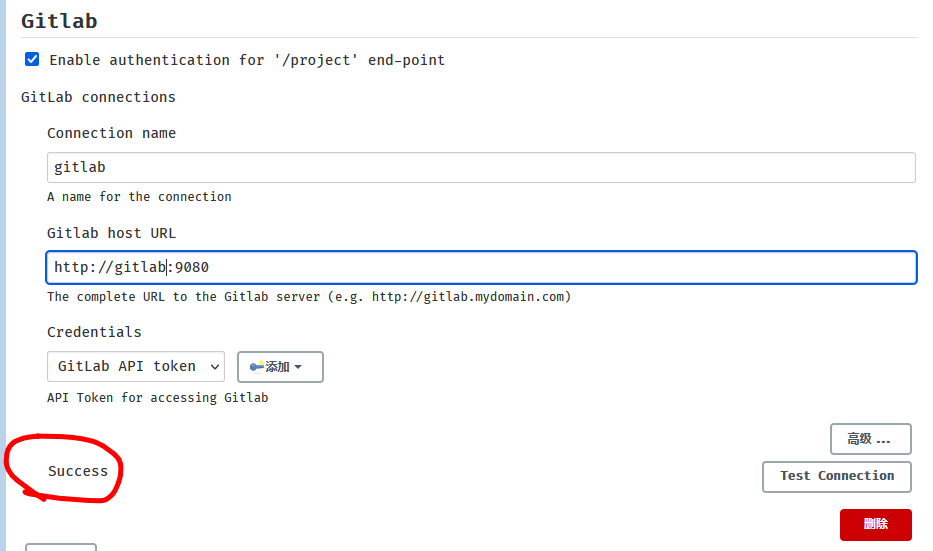 Gitlab
Enable authentication for '/project' end-point
GitLab connections
Connection name
gitlab
A name for the connection
Gitlab host URL
http://gitlab:9080
The complete URL to the Gitlab server (e.g. http://gitlab.mydomain.com)
Credentials
GitLab API token
添加
API Token for accessing Gitlab
高级 ...
Success
Test Connection
删除